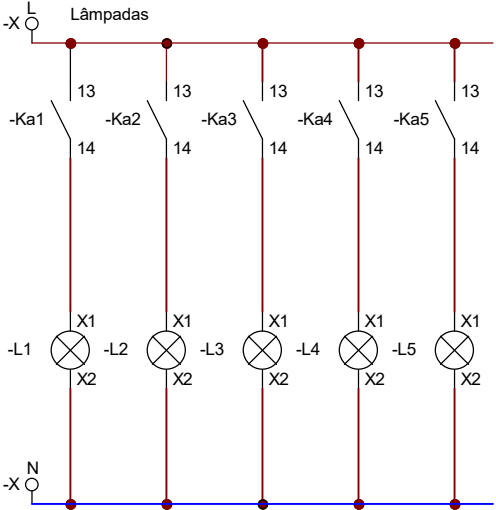 L
-X
Lâmpadas
13 13 13 13 13
-Ka1 -Ka2 -Ka3 -Ka4 -Ka5
14 14 14 14 14
X1 X1 X1 X1 X1
-L1 -L2 -L3 -L4 -L5
X2 X2 X2 X2 X2
N
-X